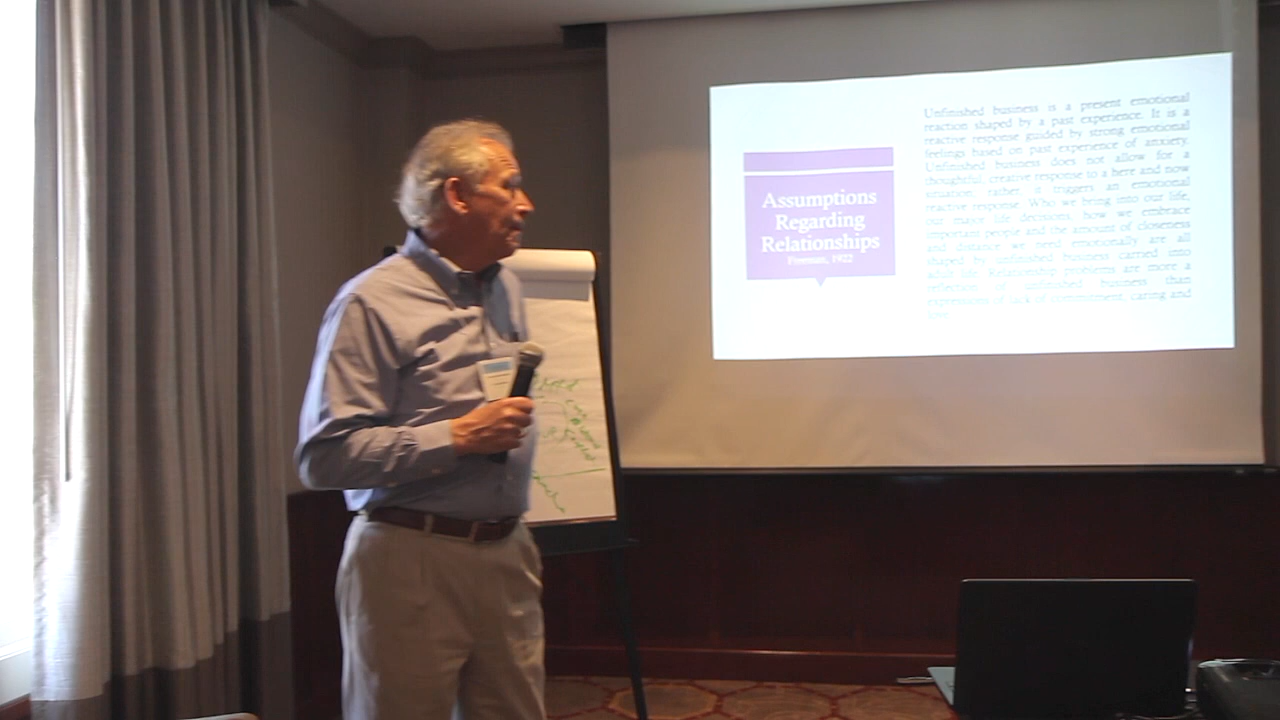 Assumptions
Regarding
Relationships
Freeman, 1922
Unfinished business is a present emotional
reaction shaped by a past experience. It is a
reactive response guided by strong emotional
feelings based on past experience of anxiety.
Unfinished business does not allow for a
thoughtful, creative response to a here and now
situation, rather, it triggers an emotional
reactive response. Who we bring into our life,
our major life decisions, how we embrace
important people and the amount of closeness
and distance we need emotionally are all
shaped by unfinished business carried into
adult life. Relationship problems are more a
reflection of unfinished business than
expressions of lack of commitment, caring and
love.